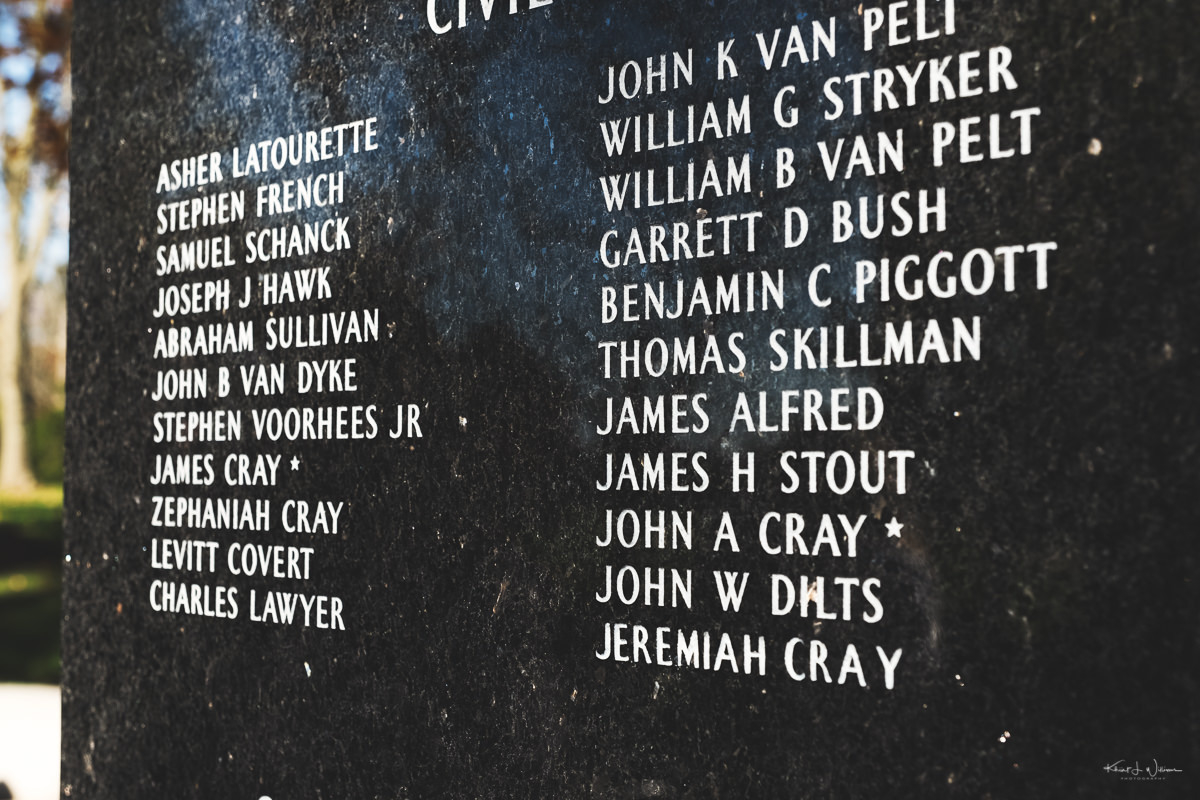 CIVIL
ASHER LATOURETTE
STEPHEN FRENCH
SAMUEL SCHANCK
JOSEPH J HAWK
ABRAHAM SULLIVAN
JOHN B VAN DYKE
STEPHEN VOORHEES JR
JAMES CRAY *
ZEPHANIAH CRAY
LEVITT COVERT
CHARLES LAWYER
JOHN K VAN PELT
WILLIAM G STRYKER
WILLIAM B VAN PELT
GARRETT D BUSH
BENJAMIN C PIGGOTT
THOMAS SKILLMAN
JAMES ALFRED
JAMES H STOUT
JOHN A CRAY *
JOHN W DILTS
JEREMIAH CRAY
PHOTOGRAPHY